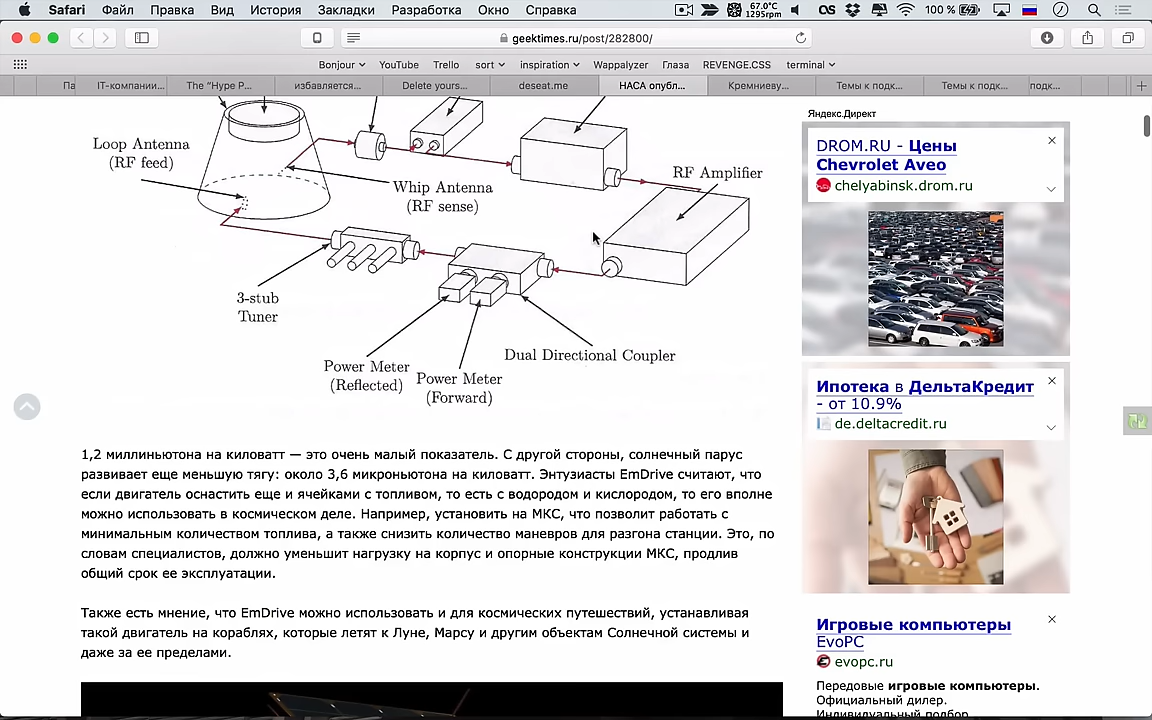 Safari Файл Правка Вид История Закладки Разработка Окно Справка
67.0°C
1295rpm
100 %
geektimes.ru/post/282800/
Bonjour YouTube Trello sort inspiration Wappalyzer Глаза REVENGE.CSS terminal
Па IT-компании... The "Hype P... избавляется... Delete yours... deseat.me НАСА опубл... Кремниеву... Темы к подк... Темы к подк... подк...
Loop Antenna
(RF feed)
Whip Antenna
(RF sense)
RF Amplifier
3-stub
Tuner
Power Meter
(Reflected)
Power Meter
(Forward)
Dual Directional Coupler
1,2 миллиньютона на киловатт — это очень малый показатель. С другой стороны, солнечный парус
развивает еще меньшую тягу: около 3,6 микроньютона на киловатт. Энтузиасты EmDrive считают, что
если двигатель оснастить еще и ячейками с топливом, то есть с водородом и кислородом, то его вполне
можно использовать в космическом деле. Например, установить на МКС, что позволит работать с
минимальным количеством топлива, а также снизить количество маневров для разгона станции. Это, по
словам специалистов, должно уменьшит нагрузку на корпус и опорные конструкции МКС, продлив
общий срок ее эксплуатации.
Также есть мнение, что EmDrive можно использовать и для космических путешествий, устанавливая
такой двигатель на кораблях, которые летят к Луне, Марсу и другим объектам Солнечной системы и
даже за ее пределами.
Яндекс.Директ
DROM.RU - Цены
Chevrolet Aveo
chelyabinsk.drom.ru
Ипотека в ДельтаКредит
- от 10.9%
de.deltacredit.ru
Игровые компьютеры
EvoPC
evopc.ru
Передовые игровые компьютеры.
Официальный дилер.
Индивидуальный подбор